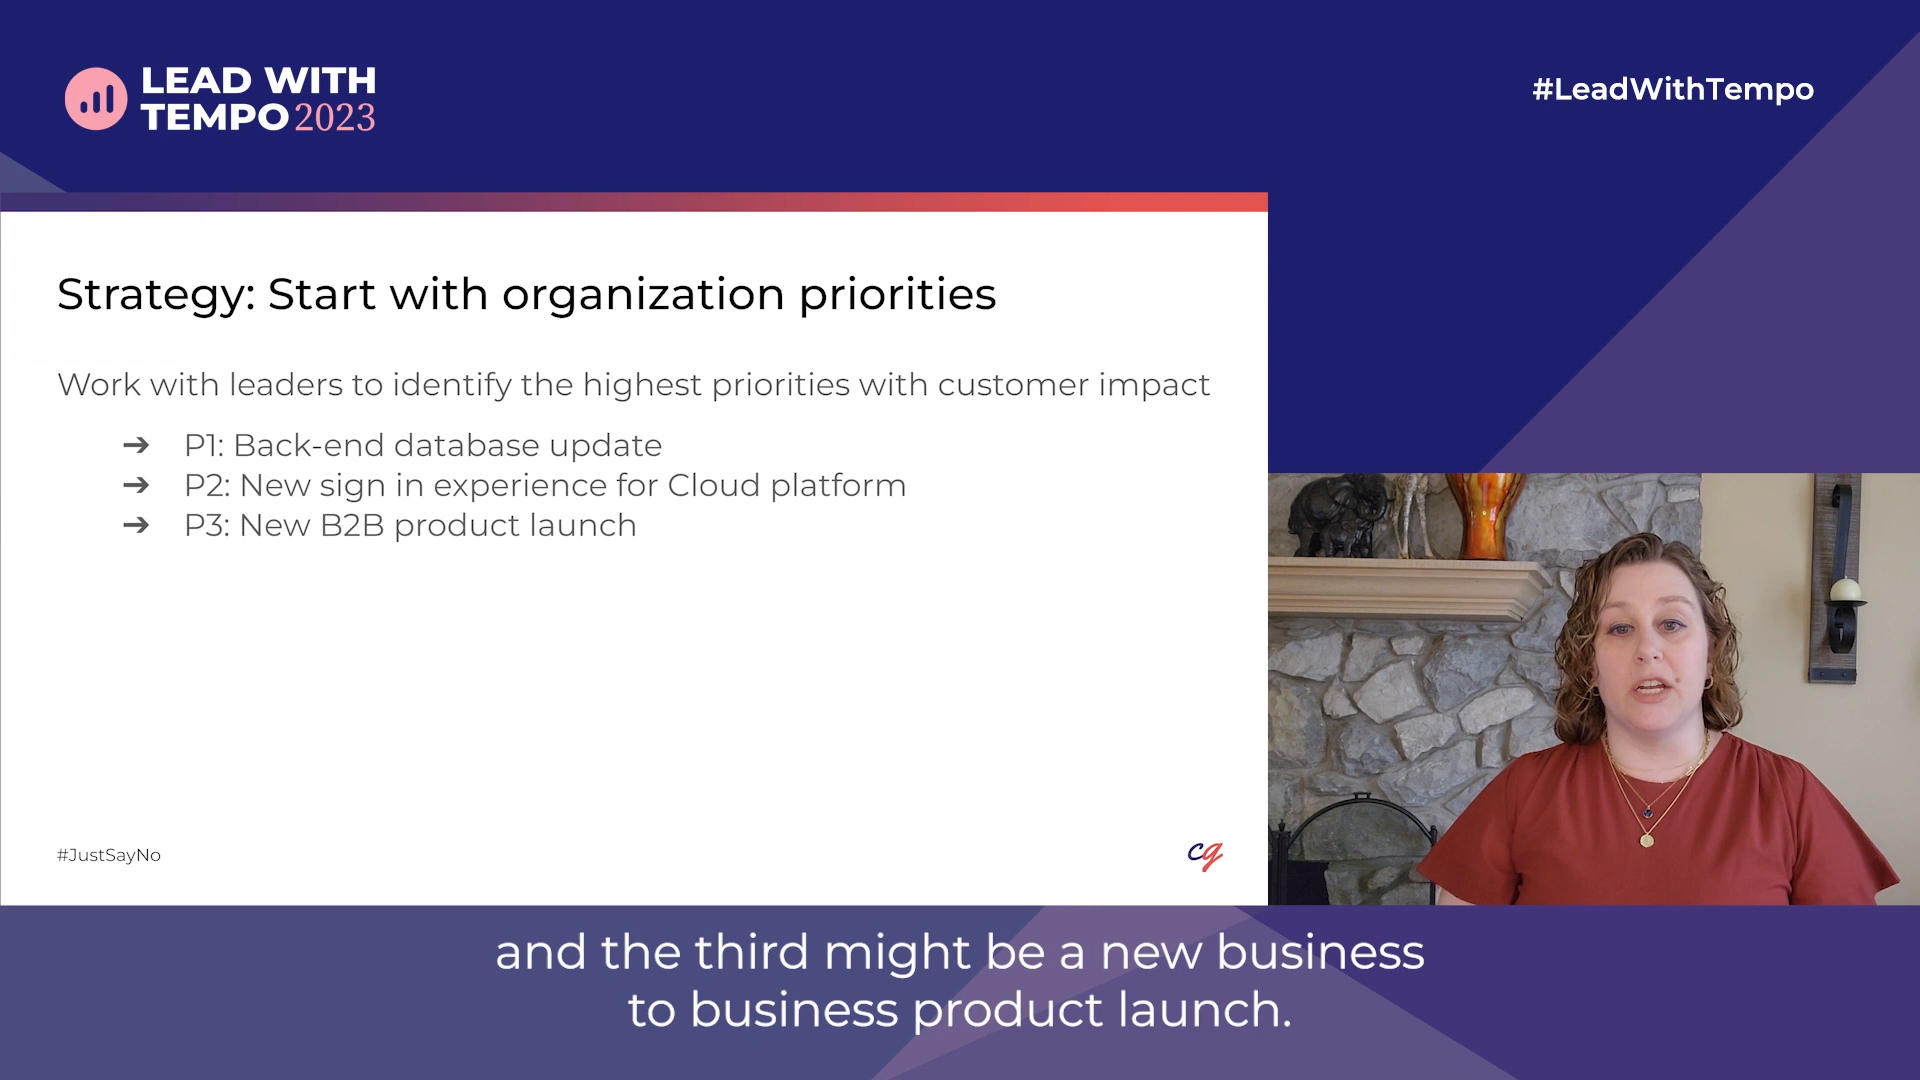 LEAD WITH
TEMPO 2023
#LeadWithTempo
Strategy: Start with organization priorities
Work with leaders to identify the highest priorities with customer impact
➔ P1: Back-end database update
➔ P2: New sign in experience for Cloud platform
➔ P3: New B2B product launch
#JustSayNo
cg
and the third might be a new business
to business product launch.